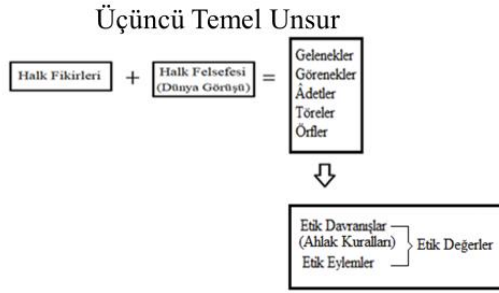 Üçüncü Temel Unsur
Halk Fikirleri + Halk Felsefesi =
(Dünya Görüşü)
Gelenekler
Görenekler
Âdetler
Töreler
Örfler
Etik Davranışlar
(Ahlak Kuralları)
Etik Eylemler
Etik Değerler